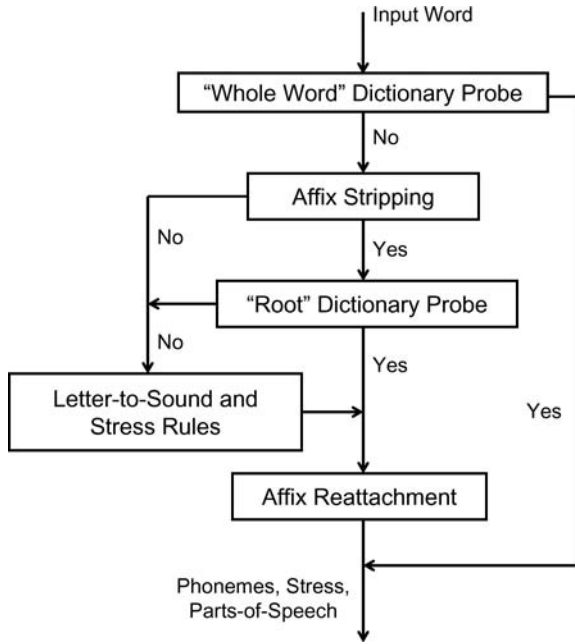 Input Word
“Whole Word” Dictionary Probe
No
Affix Stripping
No
Yes
“Root” Dictionary Probe
No
Yes
Letter-to-Sound and
Stress Rules
Yes
Affix Reattachment
Phonemes, Stress,
Parts-of-Speech